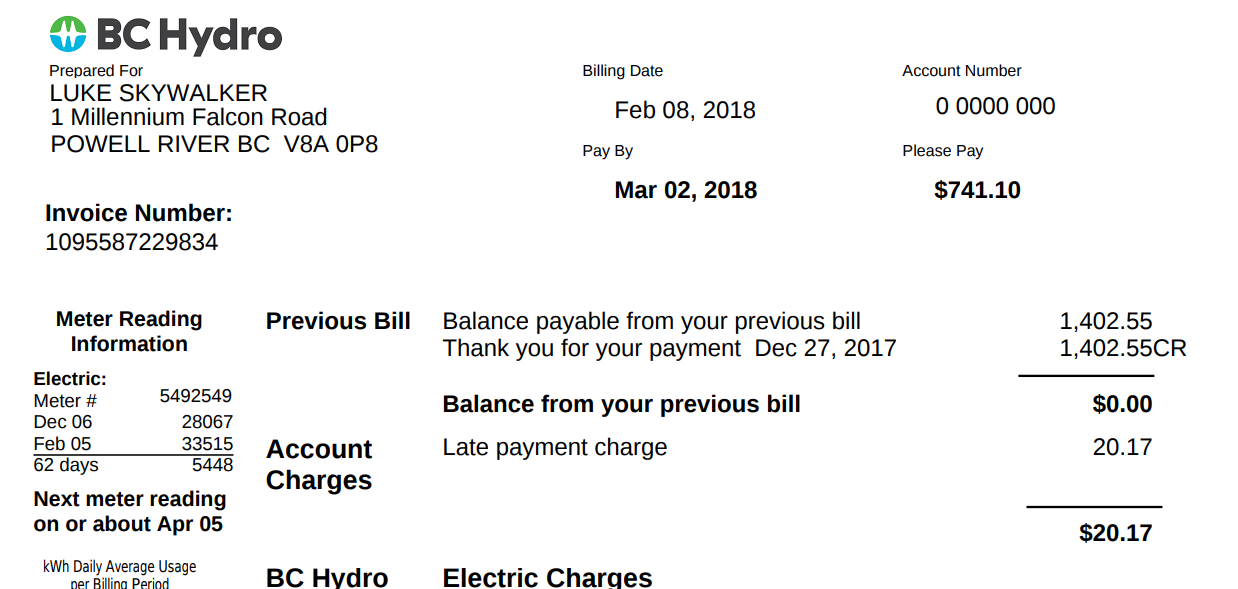 BC Hydro
Prepared For
LUKE SKYWALKER
1 Millennium Falcon Road
POWELL RIVER BC  V8A 0P8
Billing Date
Feb 08, 2018
Account Number
0 0000 000
Pay By
Mar 02, 2018
Please Pay
$741.10
Invoice Number:
1095587229834
Meter Reading
Information
Electric:
Meter # 5492549
Dec 06 28067
Feb 05 33515
62 days 5448
Next meter reading
on or about Apr 05
kWh Daily Average Usage
per Billing Period
Previous Bill Balance payable from your previous bill 1,402.55
Thank you for your payment  Dec 27, 2017 1,402.55CR
Balance from your previous bill $0.00
Account Late payment charge 20.17
Charges
$20.17
BC Hydro Electric Charges